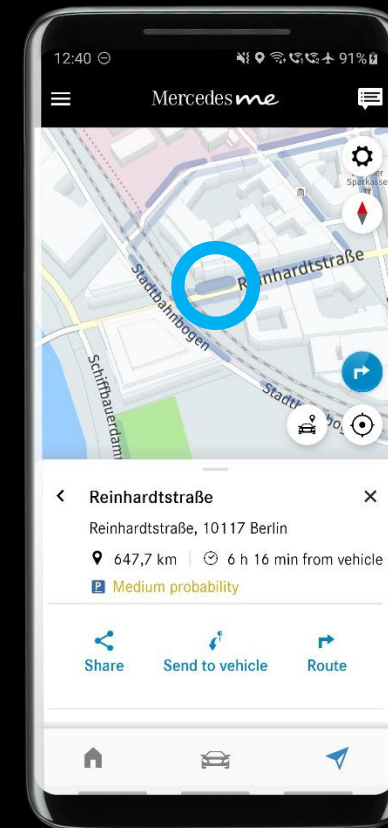 12:40
91%
Mercedes me
Sparkasse
Reinhardtstraße
Stadtbahnbogen
Schiffbauerdamm
Reinhardtstraße
Reinhardtstraße, 10117 Berlin
647,7 km 6 h 16 min from vehicle
P Medium probability
Share Send to vehicle Route